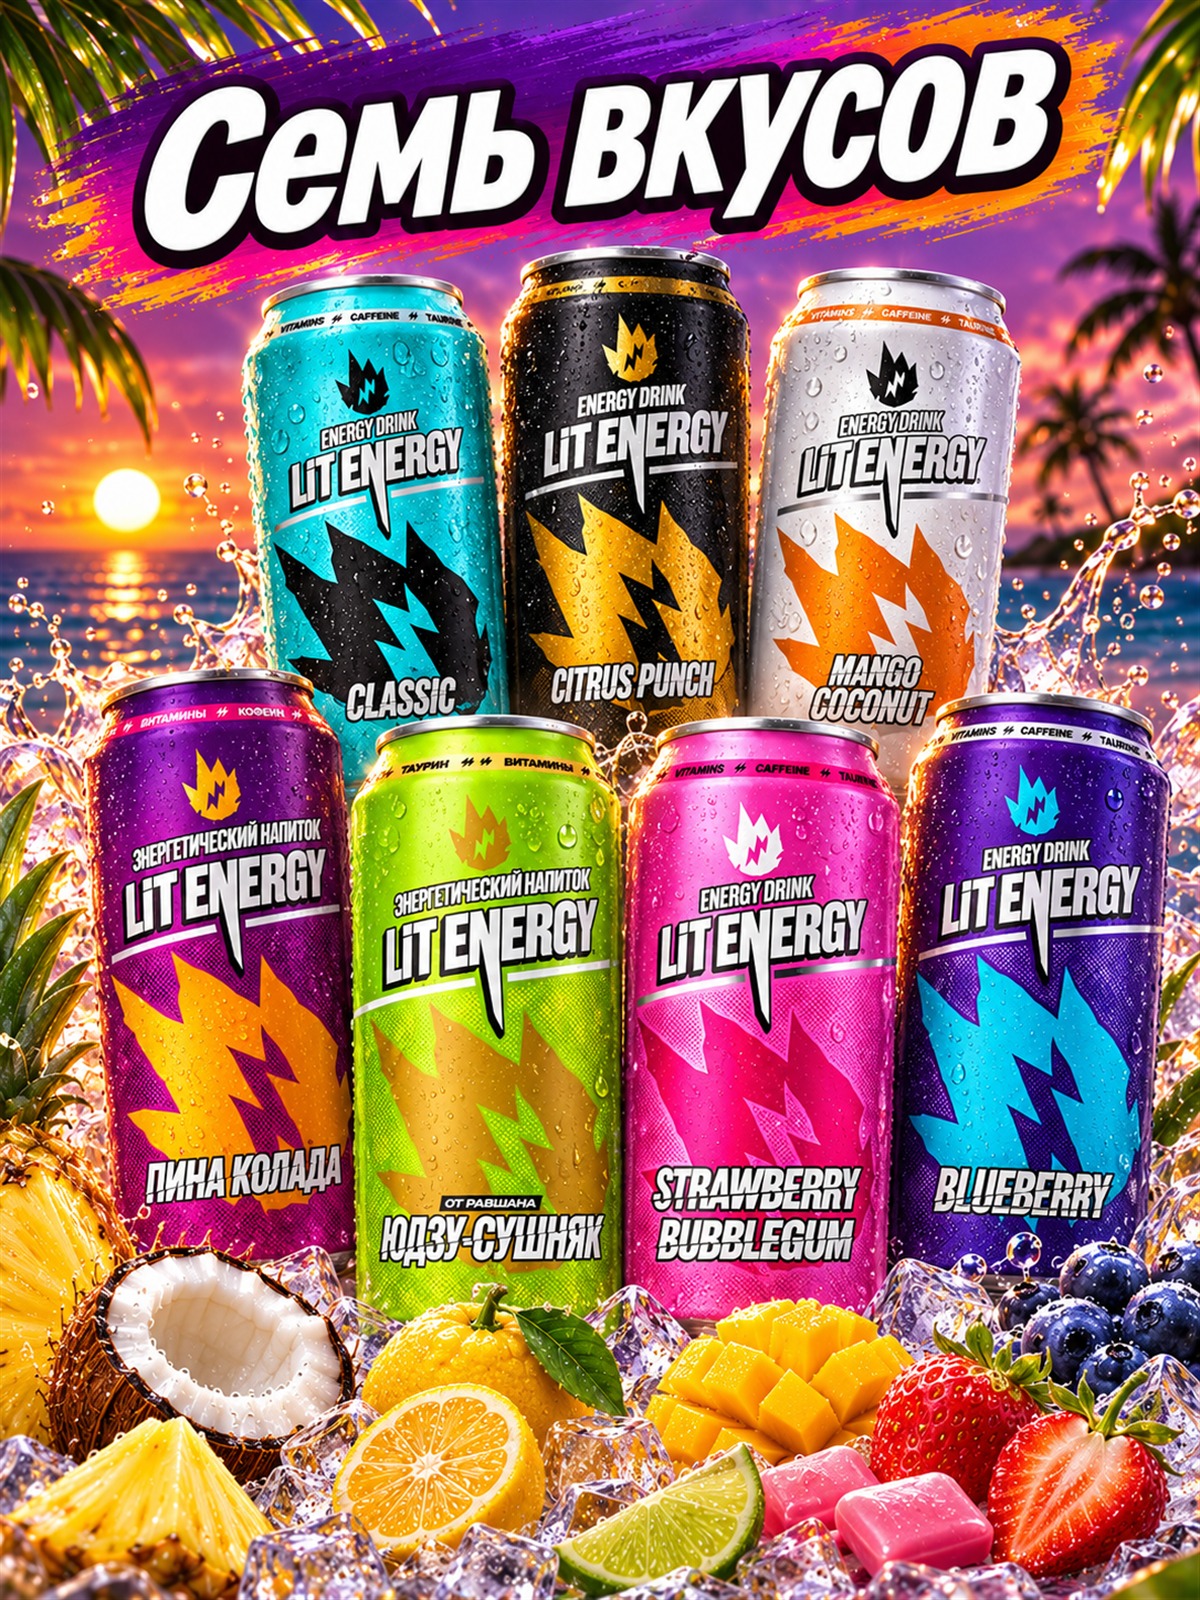 Семь вкусов
VITAMINS CAFFEINE TAURINE
ENERGY DRINK
LIT ENERGY
CLASSIC
ENERGY DRINK
LIT ENERGY
CITRUS PUNCH
VITAMINS CAFFEINE TAURINE
ENERGY DRINK
LIT ENERGY
MANGO
COCONUT
ВИТАМИНЫ КОФЕИН
ЭНЕРГЕТИЧЕСКИЙ НАПИТОК
LIT ENERGY
ПИНА КОЛАДА
ТАУРИН ВИТАМИНЫ
ЭНЕРГЕТИЧЕСКИЙ НАПИТОК
LIT ENERGY
ОТ РАВШАНА
ЮДЗУ-СУШНЯК
VITAMINS CAFFEINE TAURINE
ENERGY DRINK
LIT ENERGY
STRAWBERRY
BUBBLEGUM
VITAMINS CAFFEINE TAURINE
ENERGY DRINK
LIT ENERGY
BLUEBERRY